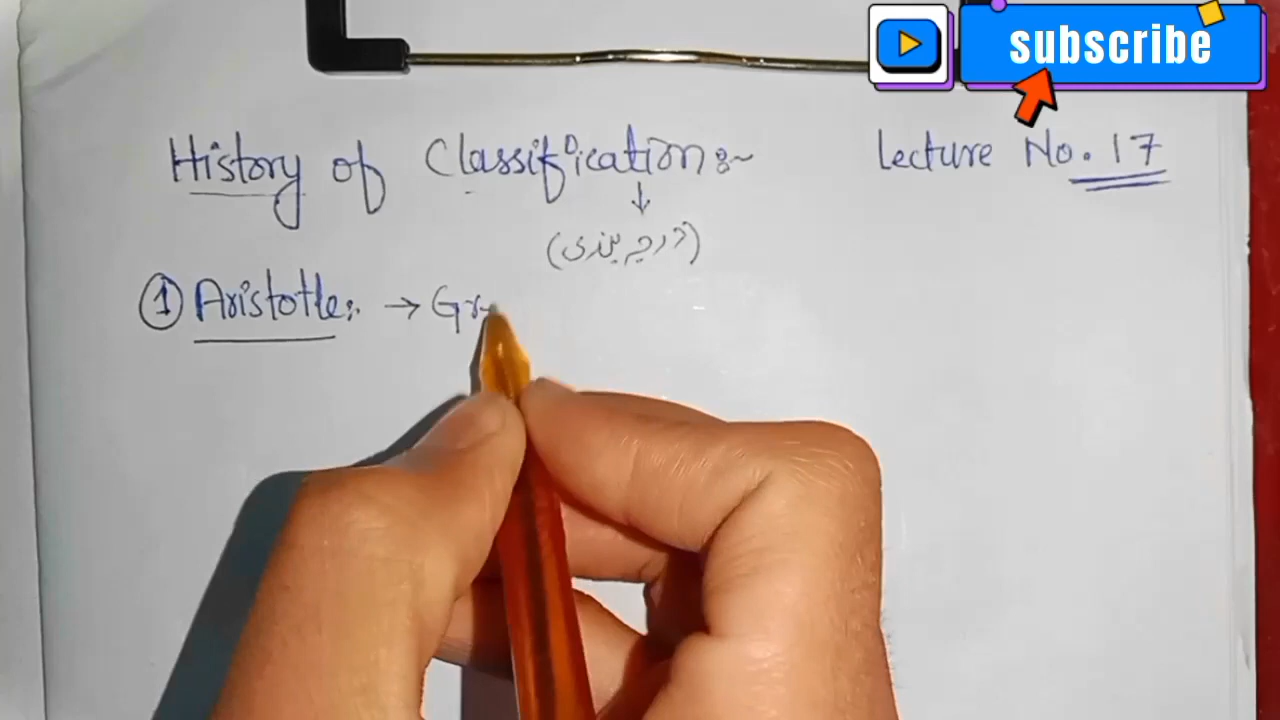 subscribe
History of Classification:~
Lecture No. 17
↓
(درجہ بندی)
① Aristotle:. → Gr